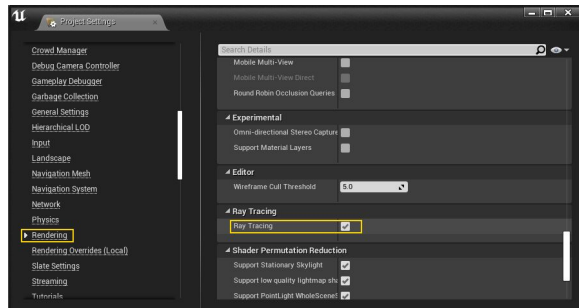 Project Settings
Crowd Manager
Debug Camera Controller
Gameplay Debugger
Garbage Collection
General Settings
Hierarchical LOD
Input
Landscape
Navigation Mesh
Navigation System
Network
Physics
Rendering
Rendering Overrides (Local)
Slate Settings
Streaming
Tutorials
Search Details
Mobile Multi-View
Mobile Multi-View Direct
Round Robin Occlusion Queries
Experimental
Omni-directional Stereo Capture
Support Material Layers
Editor
Wireframe Cull Threshold 5.0
Ray Tracing
Ray Tracing
Shader Permutation Reduction
Support Stationary Skylight
Support low quality lightmap sha
Support PointLight WholeSceneS